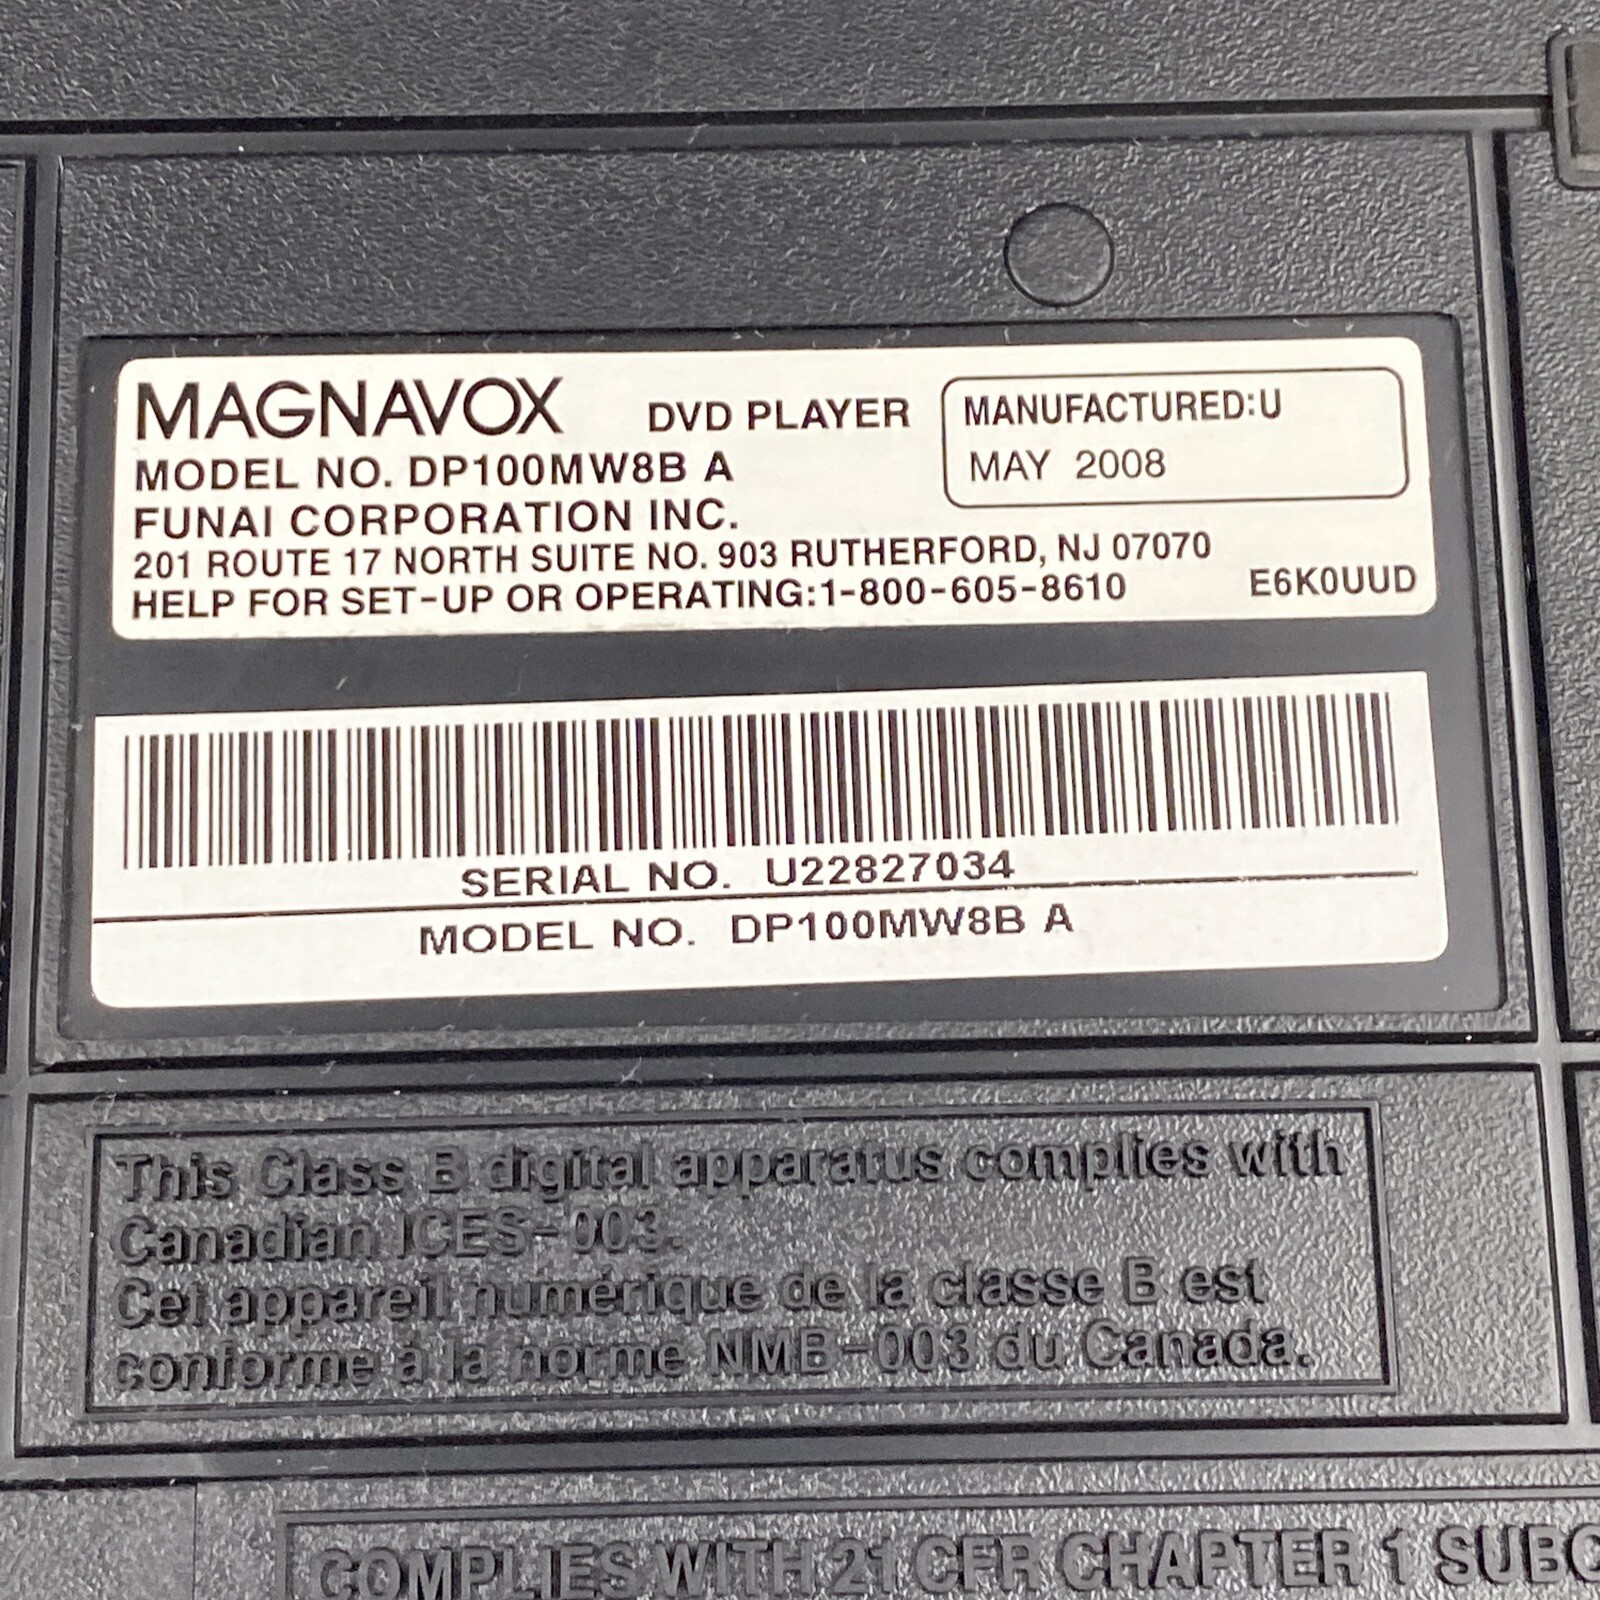 MAGNAVOX DVD PLAYER
MANUFACTURED:U
MAY 2008
MODEL NO. DP100MW8B A
FUNAI CORPORATION INC.
201 ROUTE 17 NORTH SUITE NO. 903 RUTHERFORD, NJ 07070
HELP FOR SET-UP OR OPERATING:1-800-605-8610
E6K0UUD
SERIAL NO. U22827034
MODEL NO. DP100MW8B A
This Class B digital apparatus complies with
Canadian ICES-003.
Cet appareil numérique de la classe B est
conforme à la norme NMB-003 du Canada.
COMPLIES WITH 21 CFR CHAPTER 1 SUBC